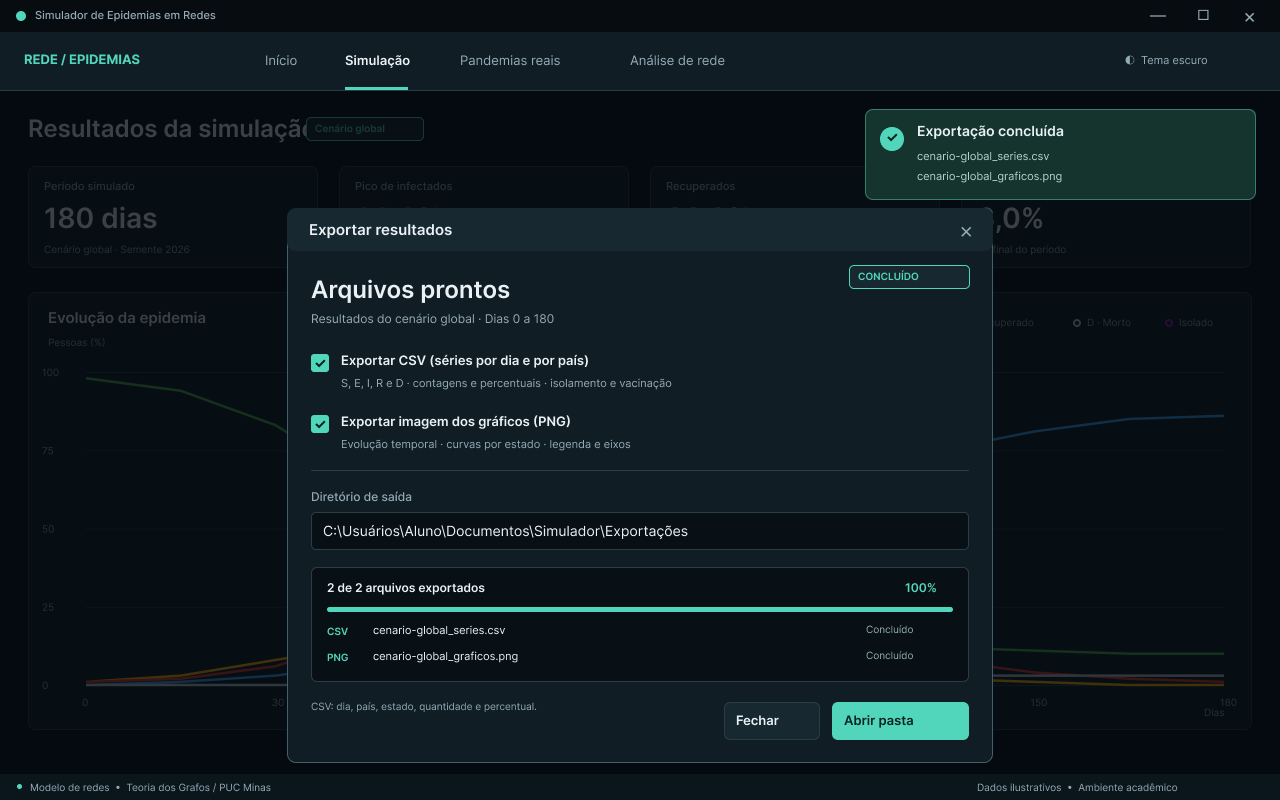 Simulador de Epidemias em Redes
REDE / EPIDEMIAS
Início
Simulação
Pandemias reais
Análise de rede
Tema escuro
Resultados da simulação
Cenário global
Exportação concluída
cenario-global_series.csv
cenario-global_graficos.png
Período simulado
180 dias
Cenário global · Semente 2026
Pico de infectados
Recuperados
,0%
final do período
Exportar resultados
CONCLUÍDO
Arquivos prontos
Resultados do cenário global · Dias 0 a 180
Exportar CSV (séries por dia e por país)
S, E, I, R e D · contagens e percentuais · isolamento e vacinação
Exportar imagem dos gráficos (PNG)
Evolução temporal · curvas por estado · legenda e eixos
Diretório de saída
C:\Usuários\Aluno\Documentos\Simulador\Exportações
2 de 2 arquivos exportados
100%
CSV
cenario-global_series.csv
Concluído
PNG
cenario-global_graficos.png
Concluído
CSV: dia, país, estado, quantidade e percentual.
Fechar
Abrir pasta
Evolução da epidemia
Pessoas (%)
uperado
D · Morto
Isolado
100
75
50
25
0
0
30
150
180
Dias
Modelo de redes • Teoria dos Grafos / PUC Minas
Dados ilustrativos • Ambiente acadêmico